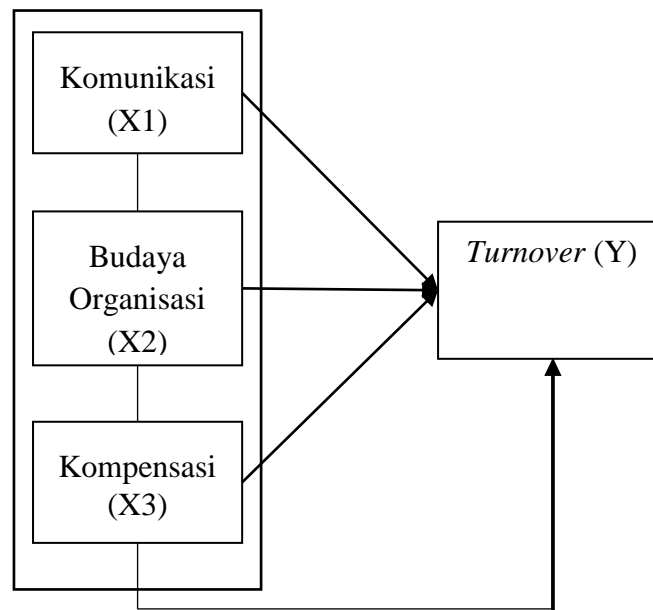 Komunikasi
(X1)
Budaya
Organisasi
(X2)
Kompensasi
(X3)
Turnover (Y)